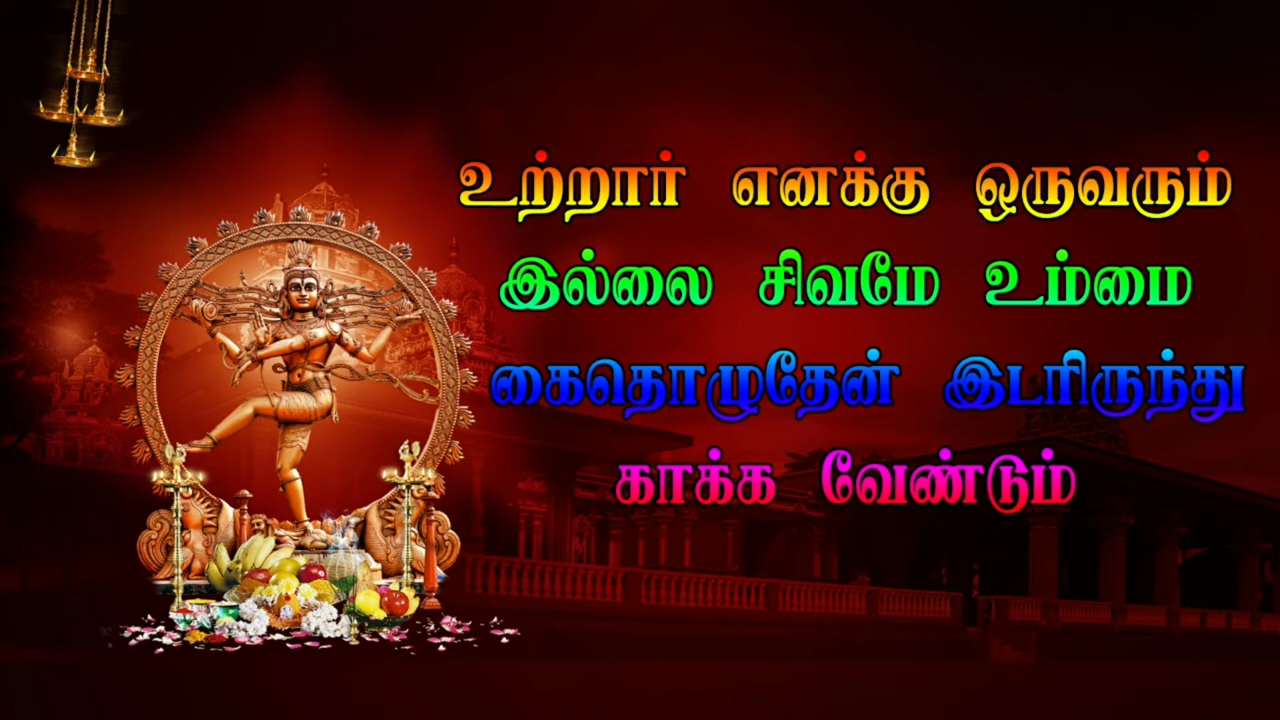 உற்றார் எனக்கு ஒருவரும்
இல்லை சிவமே உம்மை
கைதொழுதேன் இடரிருந்து
காக்க வேண்டும்